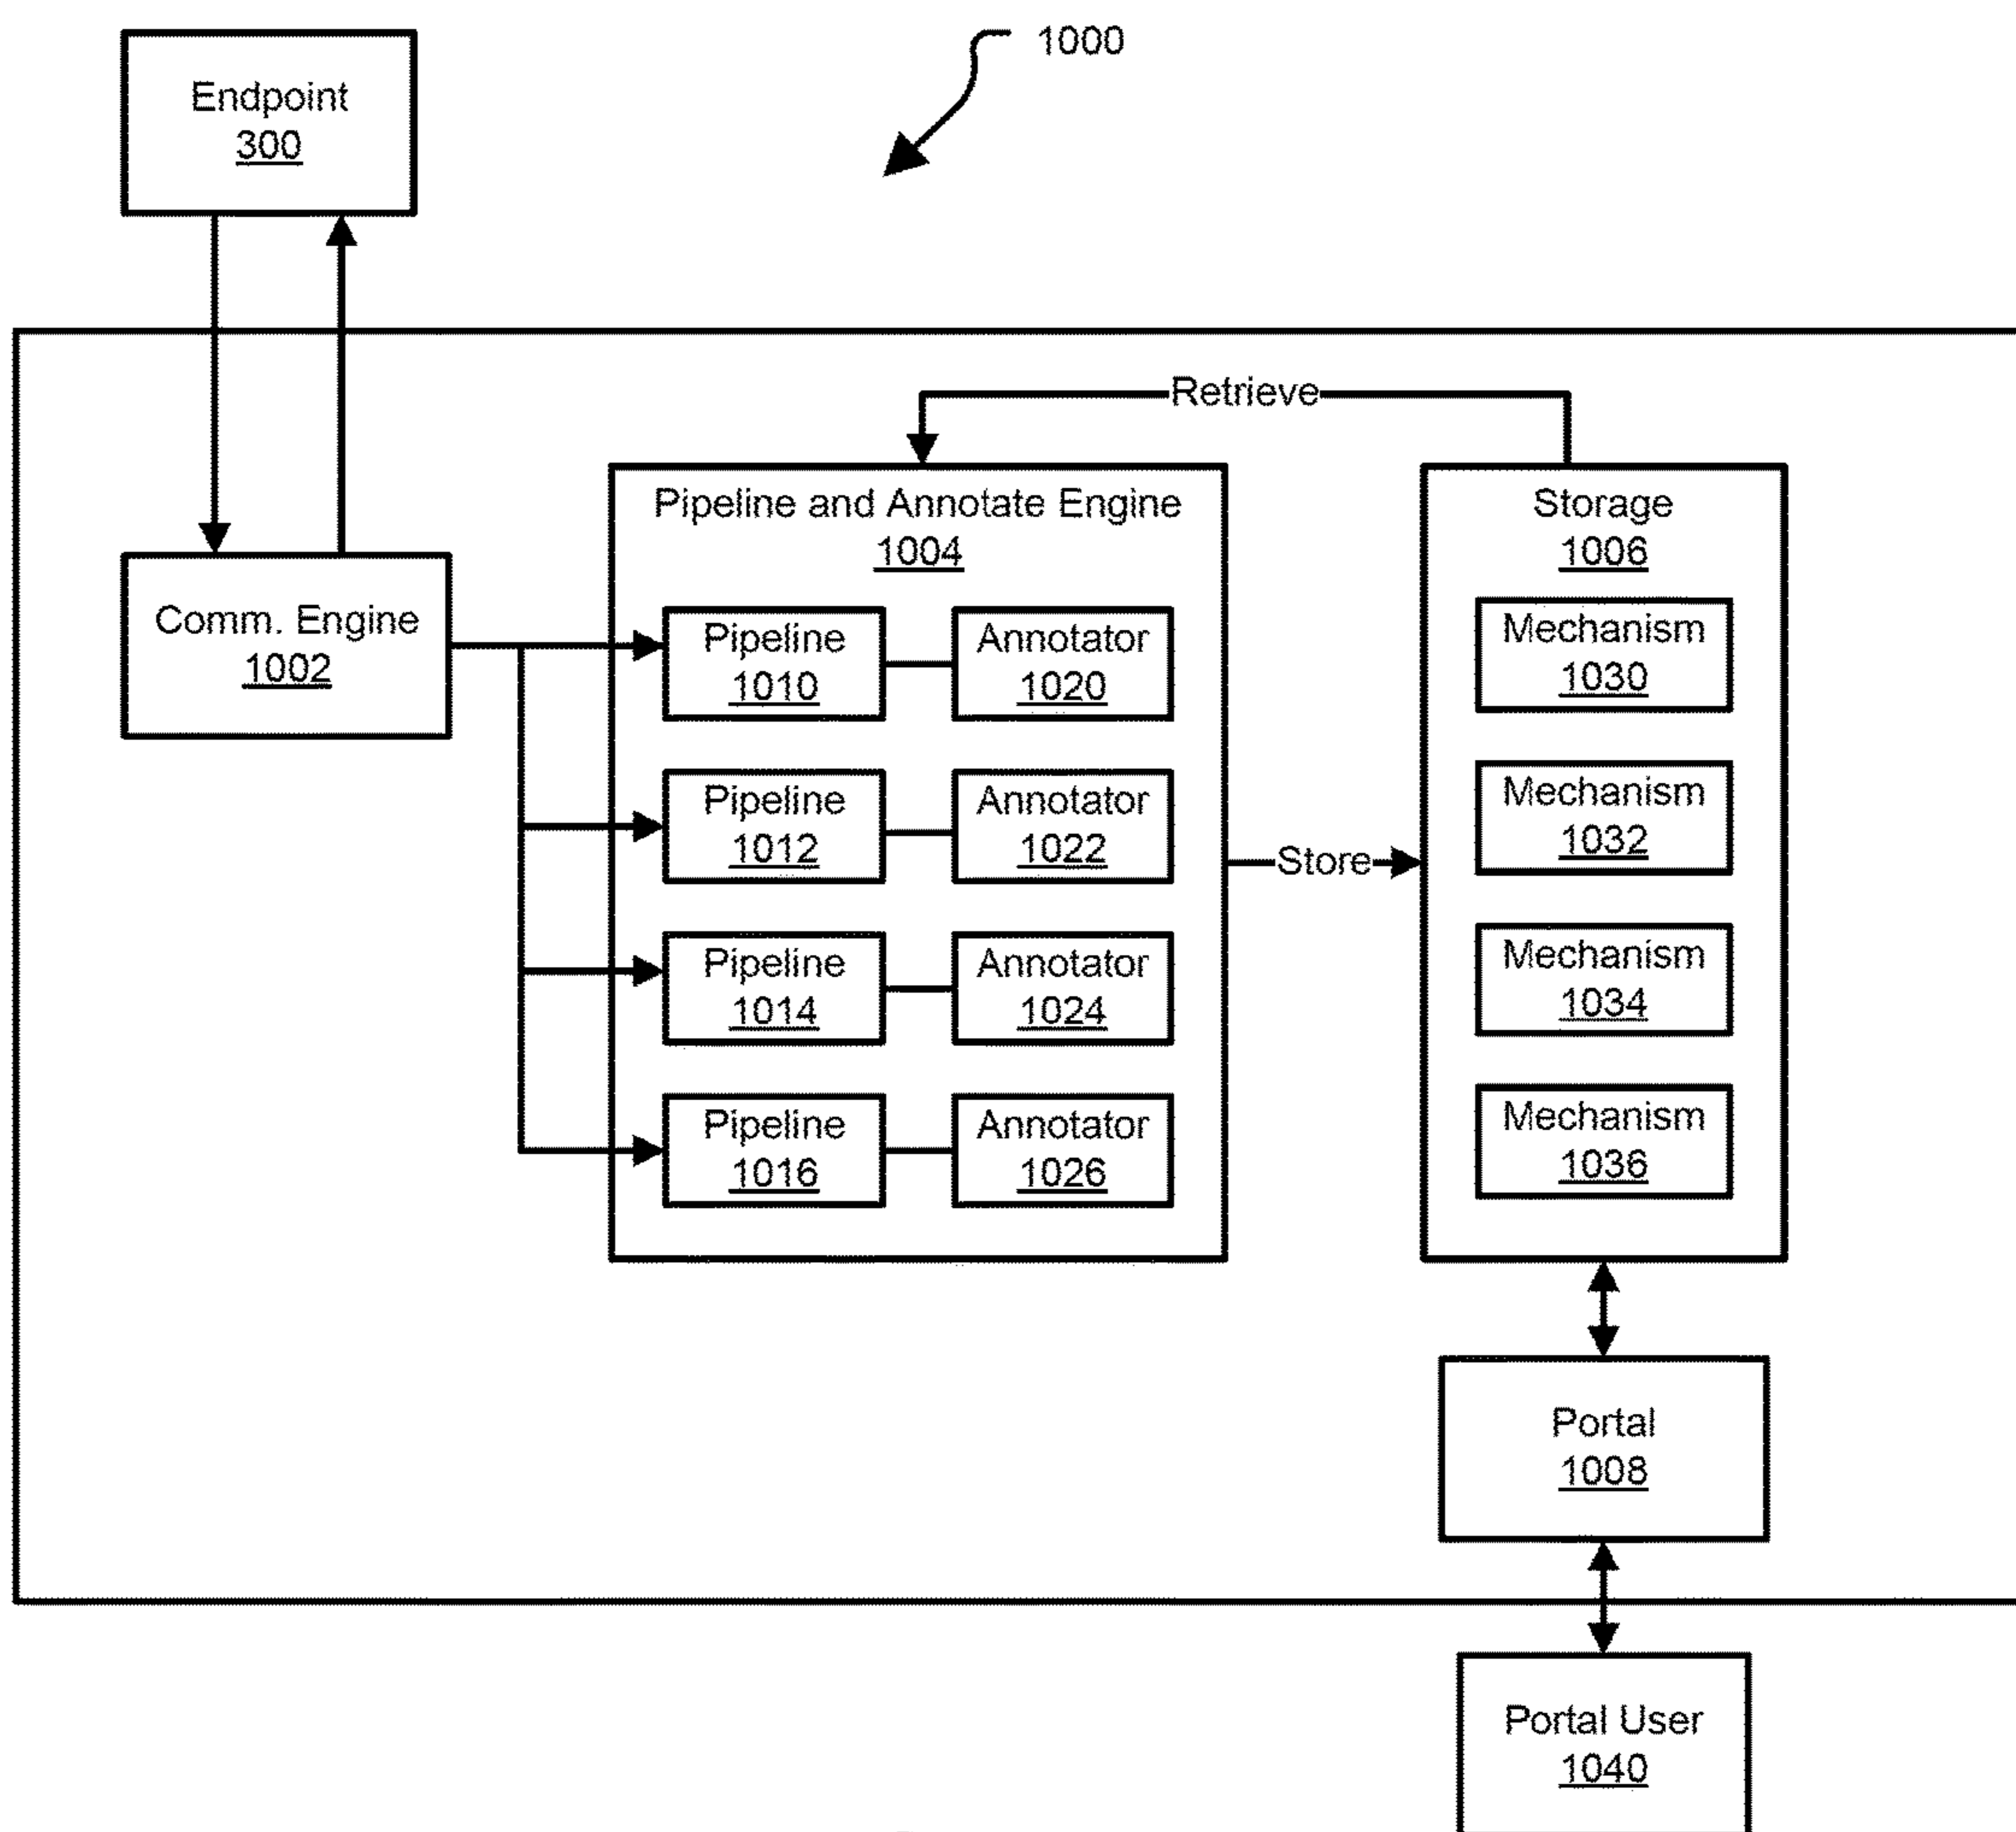 1000
Endpoint
300
Retrieve
Pipeline and Annotate Engine
1004
Storage
1006
Comm. Engine
1002
Pipeline
1010
Annotator
1020
Mechanism
1030
Pipeline
1012
Annotator
1022
Mechanism
1032
Store
Pipeline
1014
Annotator
1024
Mechanism
1034
Pipeline
1016
Annotator
1026
Mechanism
1036
Portal
1008
Portal User
1040